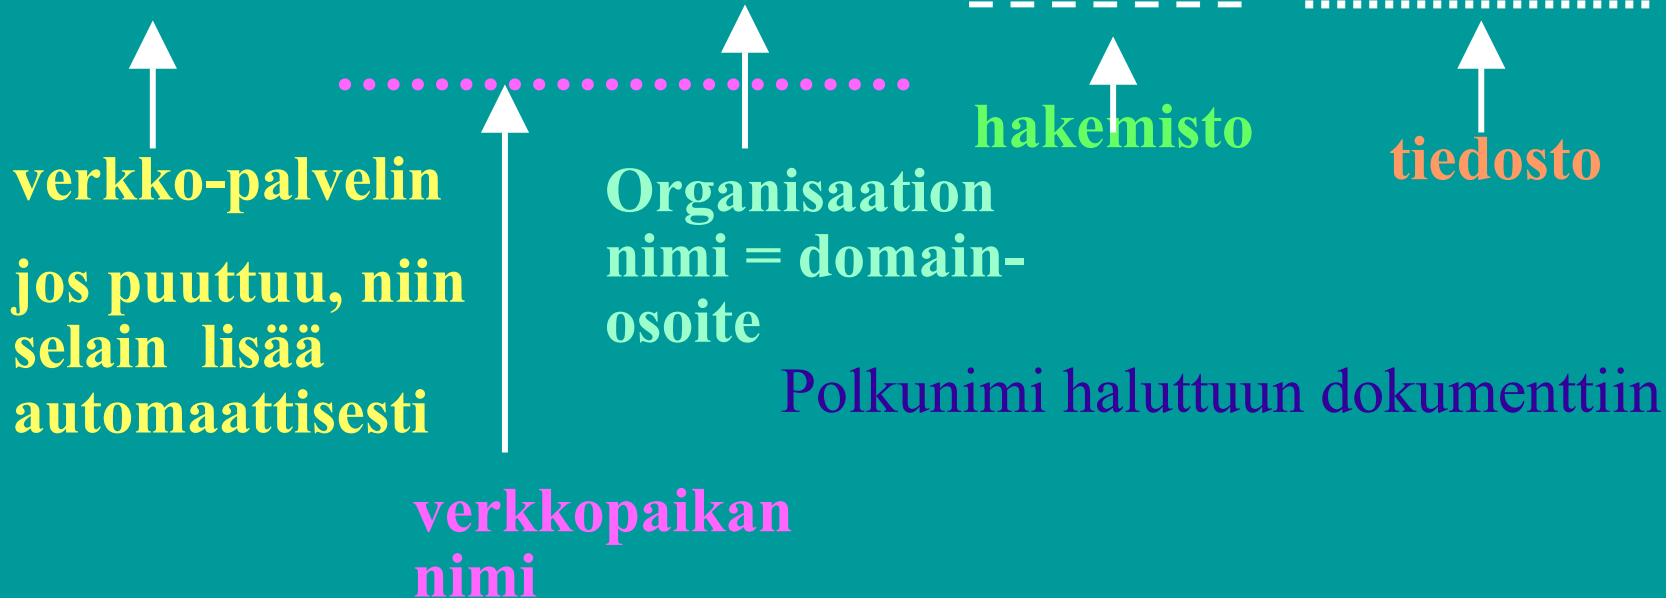 verkko-palvelin
jos puuttuu, niin
selain lisää
automaattisesti
verkkopaikan
nimi
Organisaation
nimi = domain-
osoite
hakemisto
tiedosto
Polkunimi haluttuun dokumenttiin